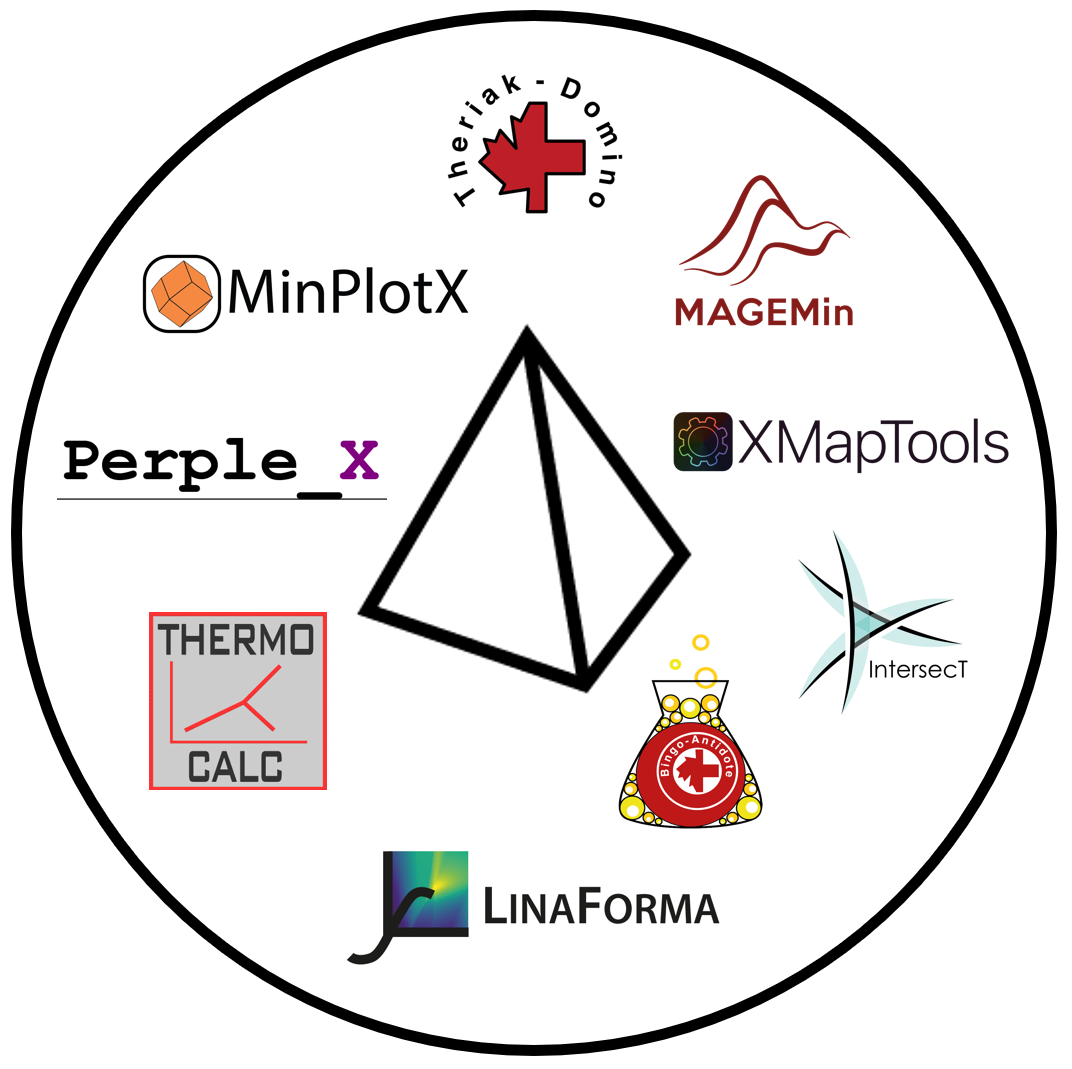 Theriak - Domino
MAGEMin
MinPlotX
XMapTools
Perple_X
IntersecT
THERMO
CALC
Bingo-Antidote
LINAFORMA